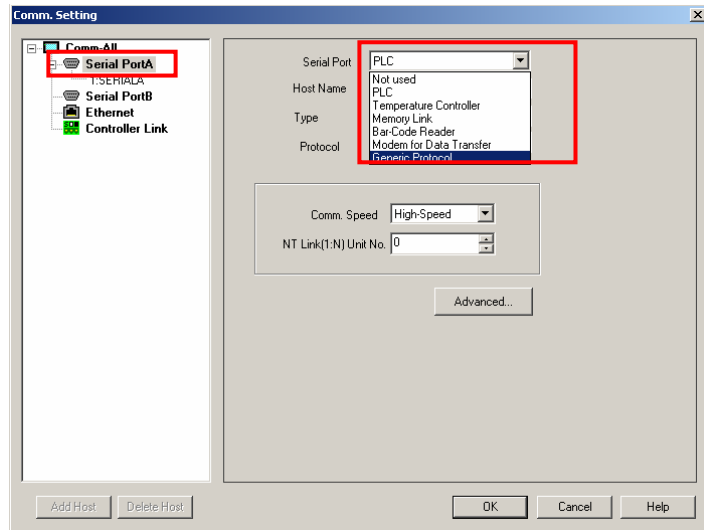 Comm. Setting
Comm-All
Serial PortA
1:SERIALA
Serial PortB
Ethernet
Controller Link
Serial Port PLC
Not used
Host Name
PLC
Temperature Controller
Type
Memory Link
Bar-Code Reader
Protocol
Modem for Data Transfer
Generic Protocol
Comm. Speed High-Speed
NT Link(1:N) Unit No. 0
Advanced...
Add Host Delete Host OK Cancel Help